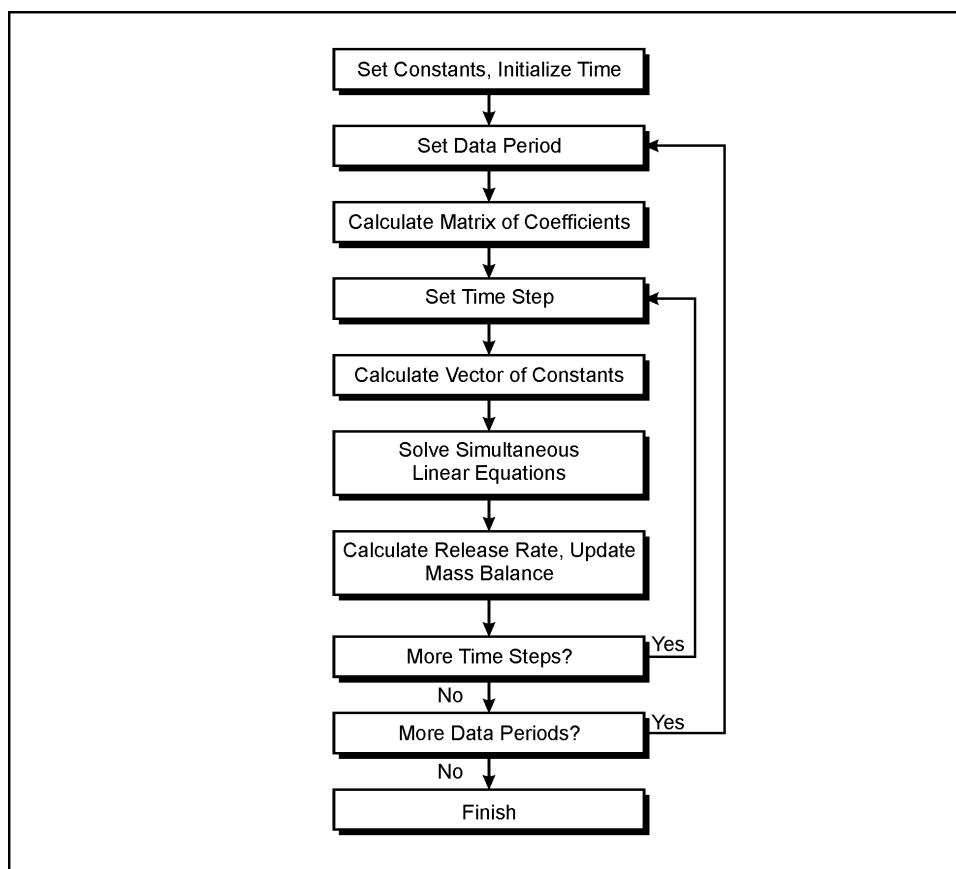 Set Constants, Initialize Time
Set Data Period
Calculate Matrix of Coefficients
Set Time Step
Calculate Vector of Constants
Solve Simultaneous
Linear Equations
Calculate Release Rate, Update
Mass Balance
More Time Steps?
Yes
No
More Data Periods?
Yes
No
Finish